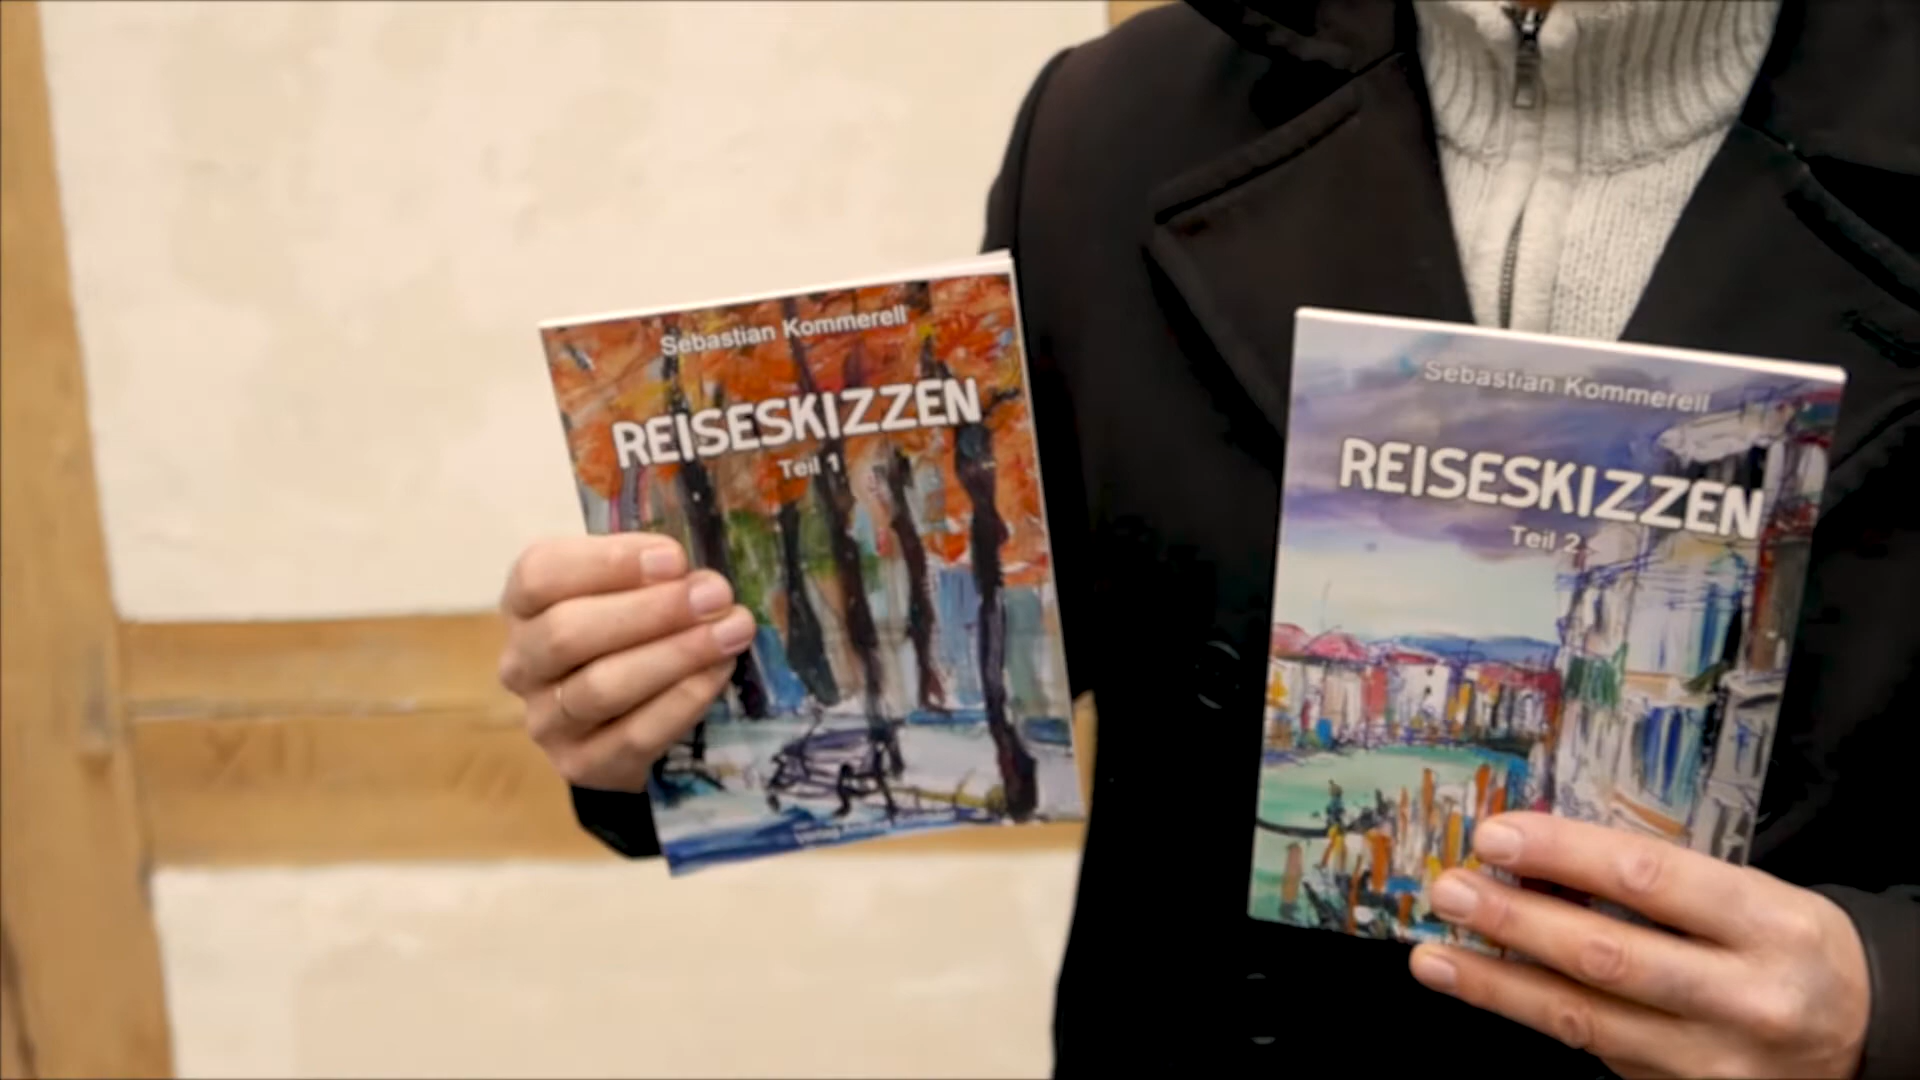 Sebastian Kommerell
REISESKIZZEN
Teil 1
Sebastian Kommerell
REISESKIZZEN
Teil 2